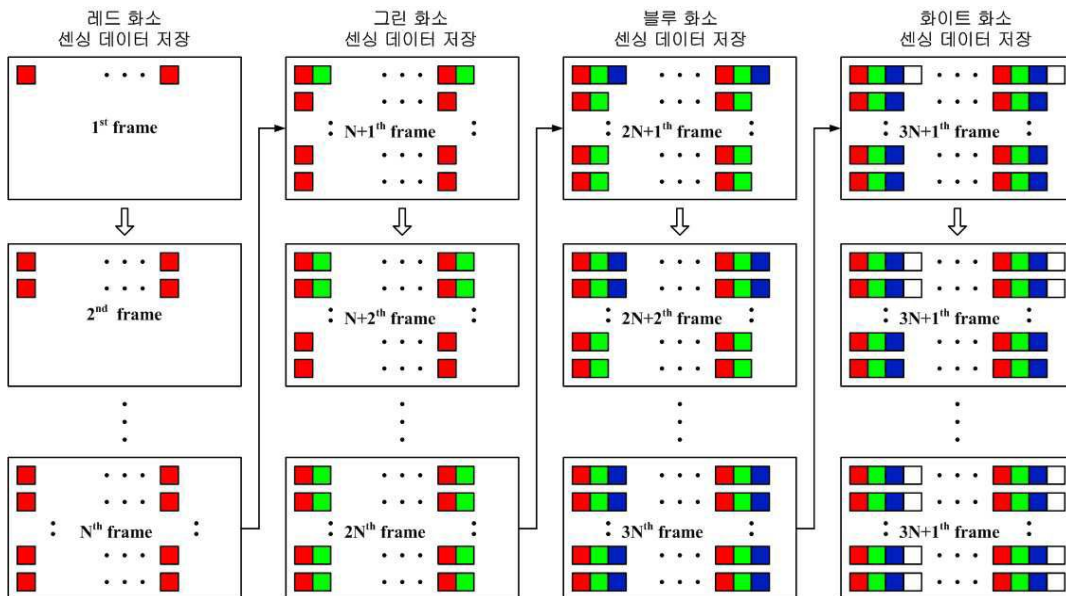 레드 화소
센싱 데이터 저장
1st frame
2nd frame
Nth frame
그린 화소
센싱 데이터 저장
N+1th frame
N+2th frame
2Nth frame
블루 화소
센싱 데이터 저장
2N+1th frame
2N+2th frame
3Nth frame
화이트 화소
센싱 데이터 저장
3N+1th frame
3N+1th frame
3N+1th frame